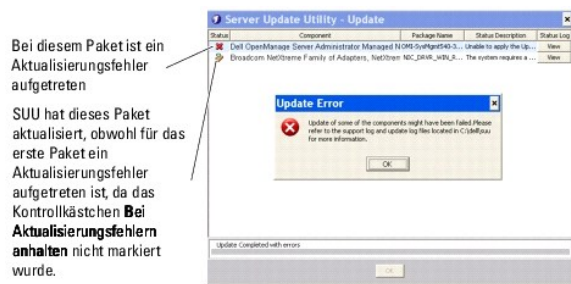 Bei diesem Paket ist ein
Aktualisierungsfehler
aufgetreten
SUU hat dieses Paket
aktualisiert, obwohl für das
erste Paket ein
Aktualisierungsfehler
aufgetreten ist, da das
Kontrollkästchen Bei
Aktualisierungsfehlern
anhalten nicht markiert
wurde.
Server Update Utility - Update
Status Component Package Name Status Description Status Log
Dell OpenManage Server Administrator Managed N OMI-SysMgmt540-3... Unable to apply the Up... View
Broadcom NetXtreme Family of Adapters, NetXtrem NIC_DRVR_WIN_R... The system requires a ... View
Update Error
Update of some of the components might have been failed.Please
refer to the support log and update log files located in C:\dell\suu
for more information.
OK
Update Completed with errors
OK